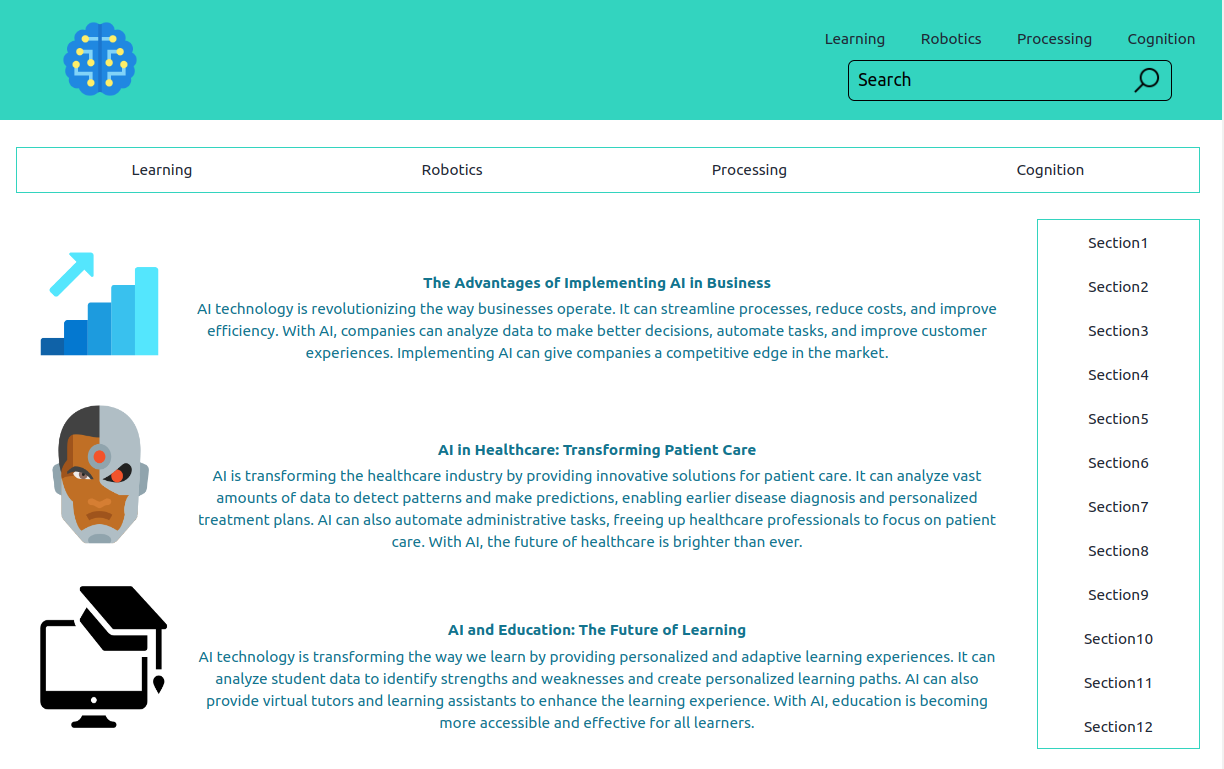 Learning Robotics Processing Cognition
Search
Learning Robotics Processing Cognition
The Advantages of Implementing AI in Business
AI technology is revolutionizing the way businesses operate. It can streamline processes, reduce costs, and improve
efficiency. With AI, companies can analyze data to make better decisions, automate tasks, and improve customer
experiences. Implementing AI can give companies a competitive edge in the market.
AI in Healthcare: Transforming Patient Care
AI is transforming the healthcare industry by providing innovative solutions for patient care. It can analyze vast
amounts of data to detect patterns and make predictions, enabling earlier disease diagnosis and personalized
treatment plans. AI can also automate administrative tasks, freeing up healthcare professionals to focus on patient
care. With AI, the future of healthcare is brighter than ever.
AI and Education: The Future of Learning
AI technology is transforming the way we learn by providing personalized and adaptive learning experiences. It can
analyze student data to identify strengths and weaknesses and create personalized learning paths. AI can also
provide virtual tutors and learning assistants to enhance the learning experience. With AI, education is becoming
more accessible and effective for all learners.
Section1
Section2
Section3
Section4
Section5
Section6
Section7
Section8
Section9
Section10
Section11
Section12